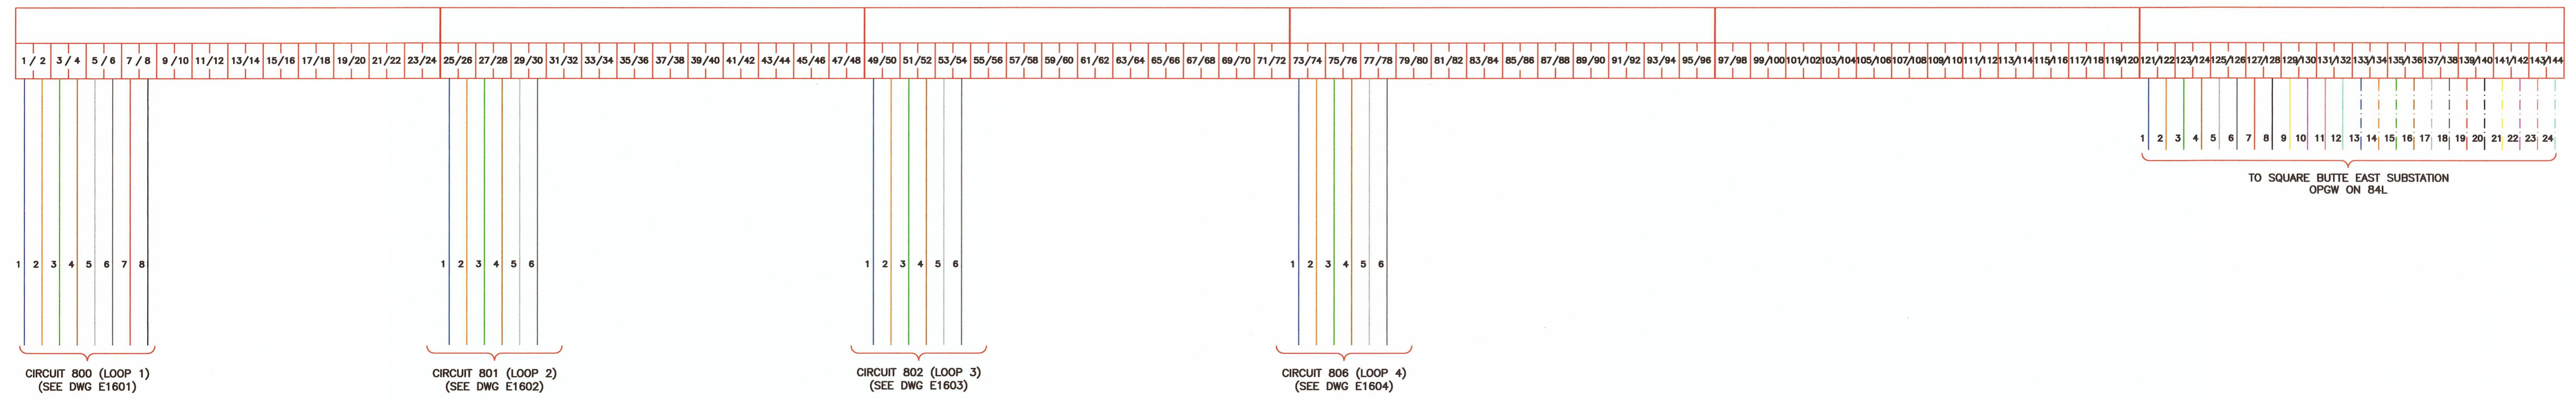 1 / 2 3 / 4 5 / 6 7 / 8 9 /10 11/12 13/14 15/16 17/18 19/20 21/22 23/24 25/26 27/28 29/30 31/32 33/34 35/36 37/38 39/40 41/42 43/44 45/46 47/48 49/50 51/52 53/54 55/56 57/58 59/60 61/62 63/64 65/66 67/68 69/70 71/72 73/74 75/76 77/78 79/80 81/82 83/84 85/86 87/88 89/90 91/92 93/94 95/96 97/98 99/100 101/102 103/104 105/106 107/108 109/110 111/112 113/114 115/116 117/118 119/120 121/122 123/124 125/126 127/128 129/130 131/132 133/134 135/136 137/138 139/140 141/142 143/144
1 2 3 4 5 6 7 8 9 10 11 12 13 14 15 16 17 18 19 20 21 22 23 24
TO SQUARE BUTTE EAST SUBSTATION
OPGW ON 84L
1 2 3 4 5 6 7 8 1 2 3 4 5 6 1 2 3 4 5 6 1 2 3 4 5 6
CIRCUIT 800 (LOOP 1)
(SEE DWG E1601)
CIRCUIT 801 (LOOP 2)
(SEE DWG E1602)
CIRCUIT 802 (LOOP 3)
(SEE DWG E1603)
CIRCUIT 806 (LOOP 4)
(SEE DWG E1604)